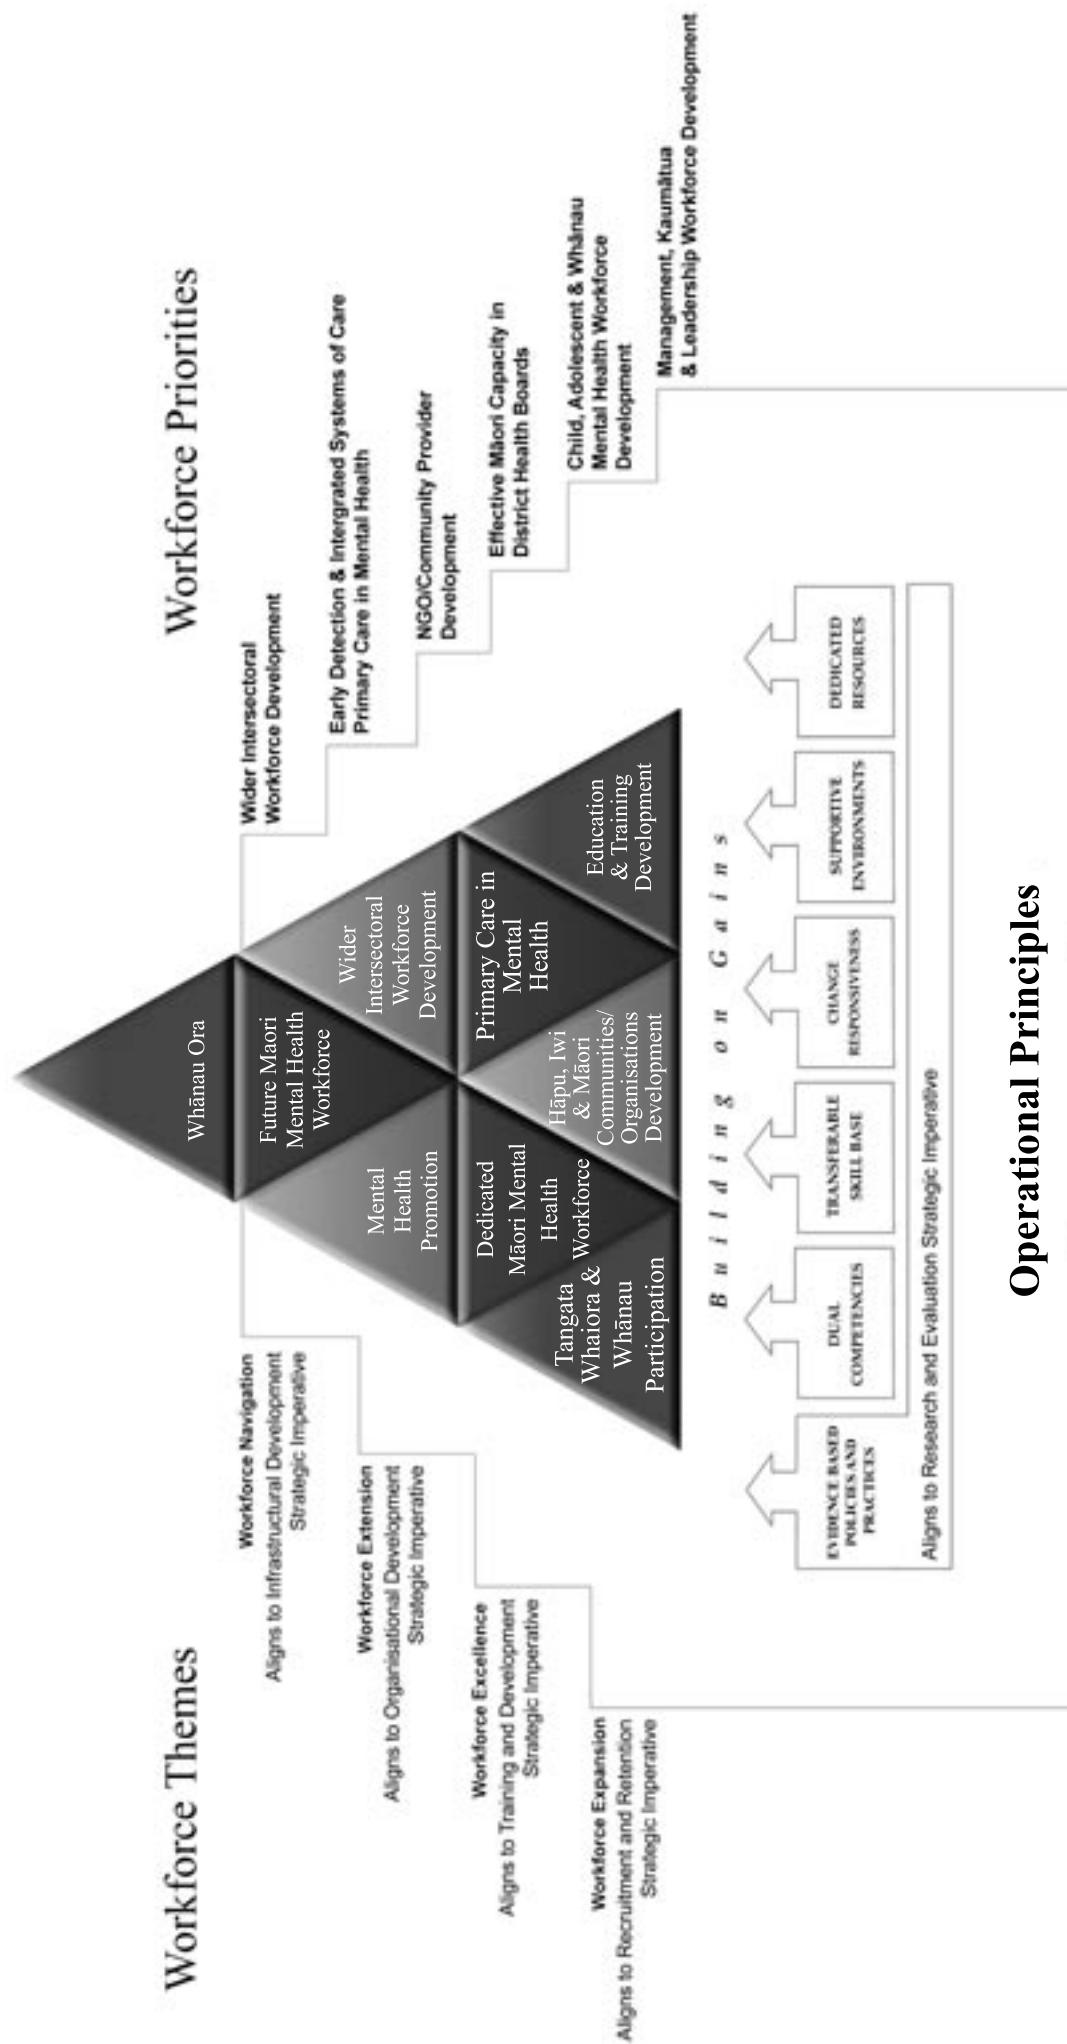 Workforce Themes
Workforce Priorities
Workforce Navigation
Aligns to Infrastructural Development
Strategic Imperative
Workforce Extension
Aligns to Organisational Development
Strategic Imperative
Workforce Excellence
Aligns to Training and Development
Strategic Imperative
Workforce Expansion
Aligns to Recruitment and Retention
Strategic Imperative
Whānau Ora
Future Maori
Mental Health
Workforce
Mental
Health
Promotion
Wider
Intersectoral
Workforce
Development
Dedicated
Māori Mental
Health
Workforce
Primary Care in
Mental
Health
Tangata
Whaiora &
Whānau
Participation
Hāpu, Iwi
& Māori
Communities/
Organisations
Development
Education
& Training
Development
Wider Intersectoral
Workforce Development
Early Detection & Intergrated Systems of Care
Primary Care in Mental Health
NGO/Community Provider
Development
Effective Māori Capacity in
District Health Boards
Child, Adolescent & Whānau
Mental Health Workforce
Development
Management, Kaumātua
& Leadership Workforce Development
Building on Gains
EVIDENCE BASED
POLICIES AND
PRACTICES
DUAL
COMPETENCIES
TRANSFERABLE
SKILL BASE
CHANGE
RESPONSIVENESS
SUPPORTIVE
ENVIRONMENTS
DEDICATED
RESOURCES
Aligns to Research and Evaluation Strategic Imperative
Operational Principles